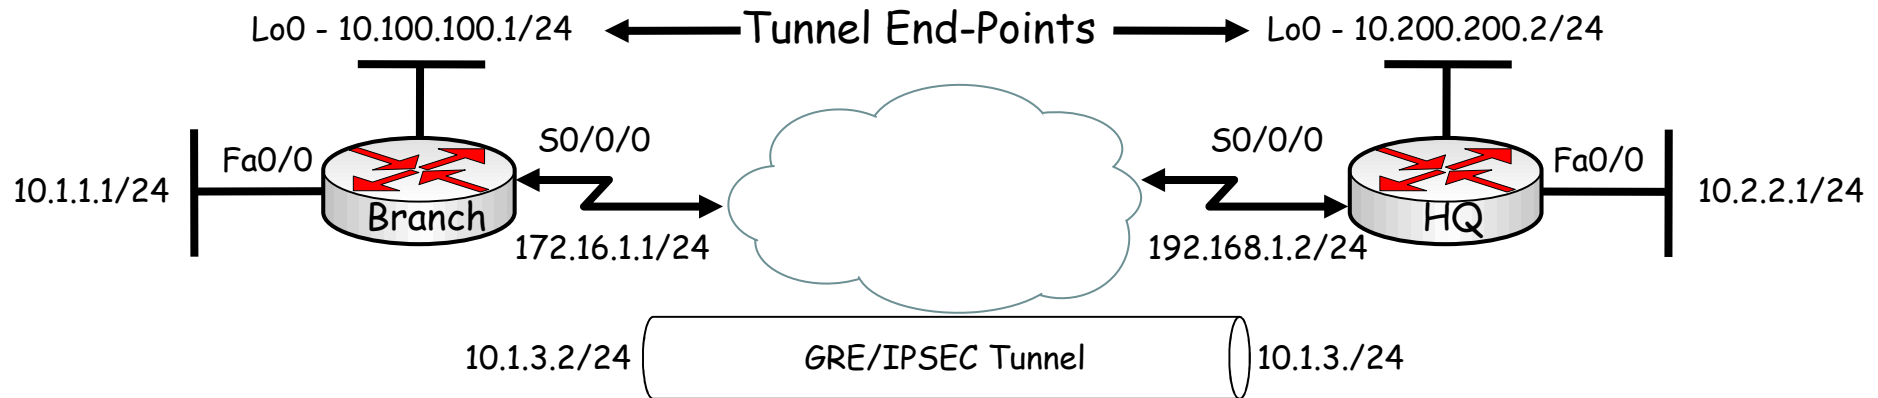 Lo0 - 10.100.100.1/24
Tunnel End-Points
Lo0 - 10.200.200.2/24
S0/0/0
S0/0/0
Fa0/0
Fa0/0
10.1.1.1/24
10.2.2.1/24
Branch
HQ
172.16.1.1/24
192.168.1.2/24
10.1.3.2/24
GRE/IPSEC Tunnel
10.1.3./24